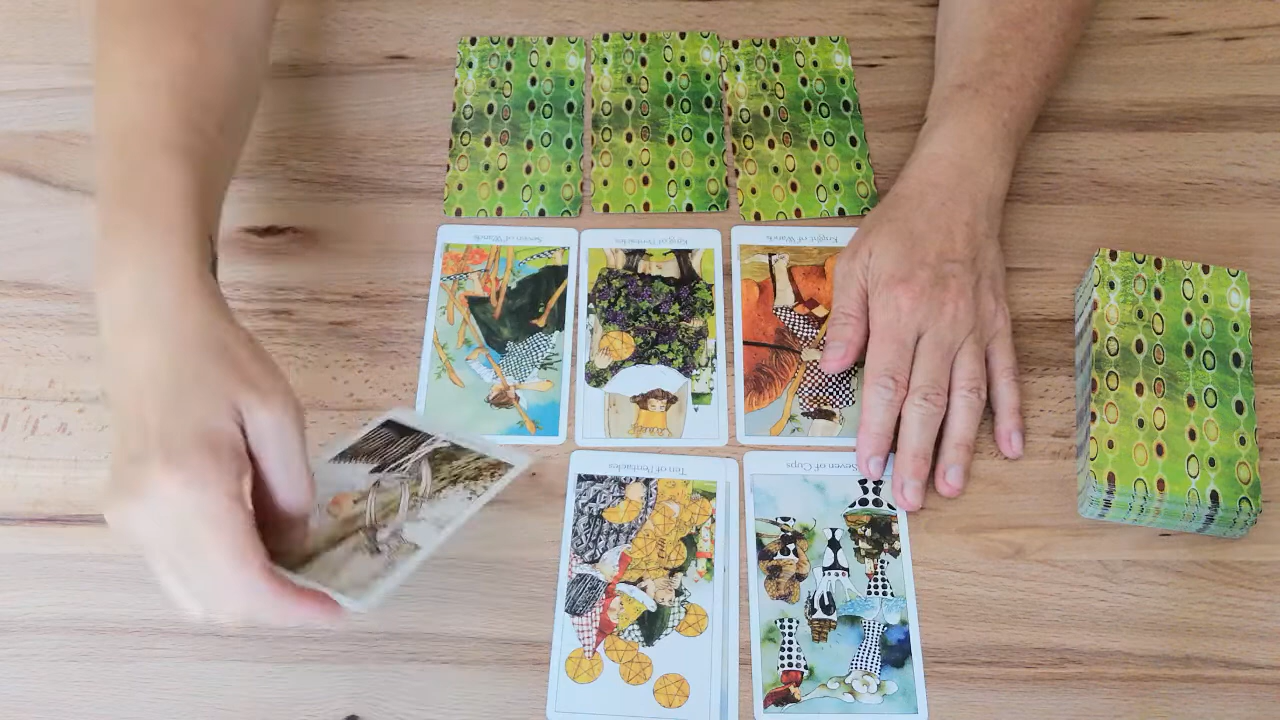 Seven of Wands
King of Pentacles
Knight of Wands
Ten of Pentacles
Seven of Cups